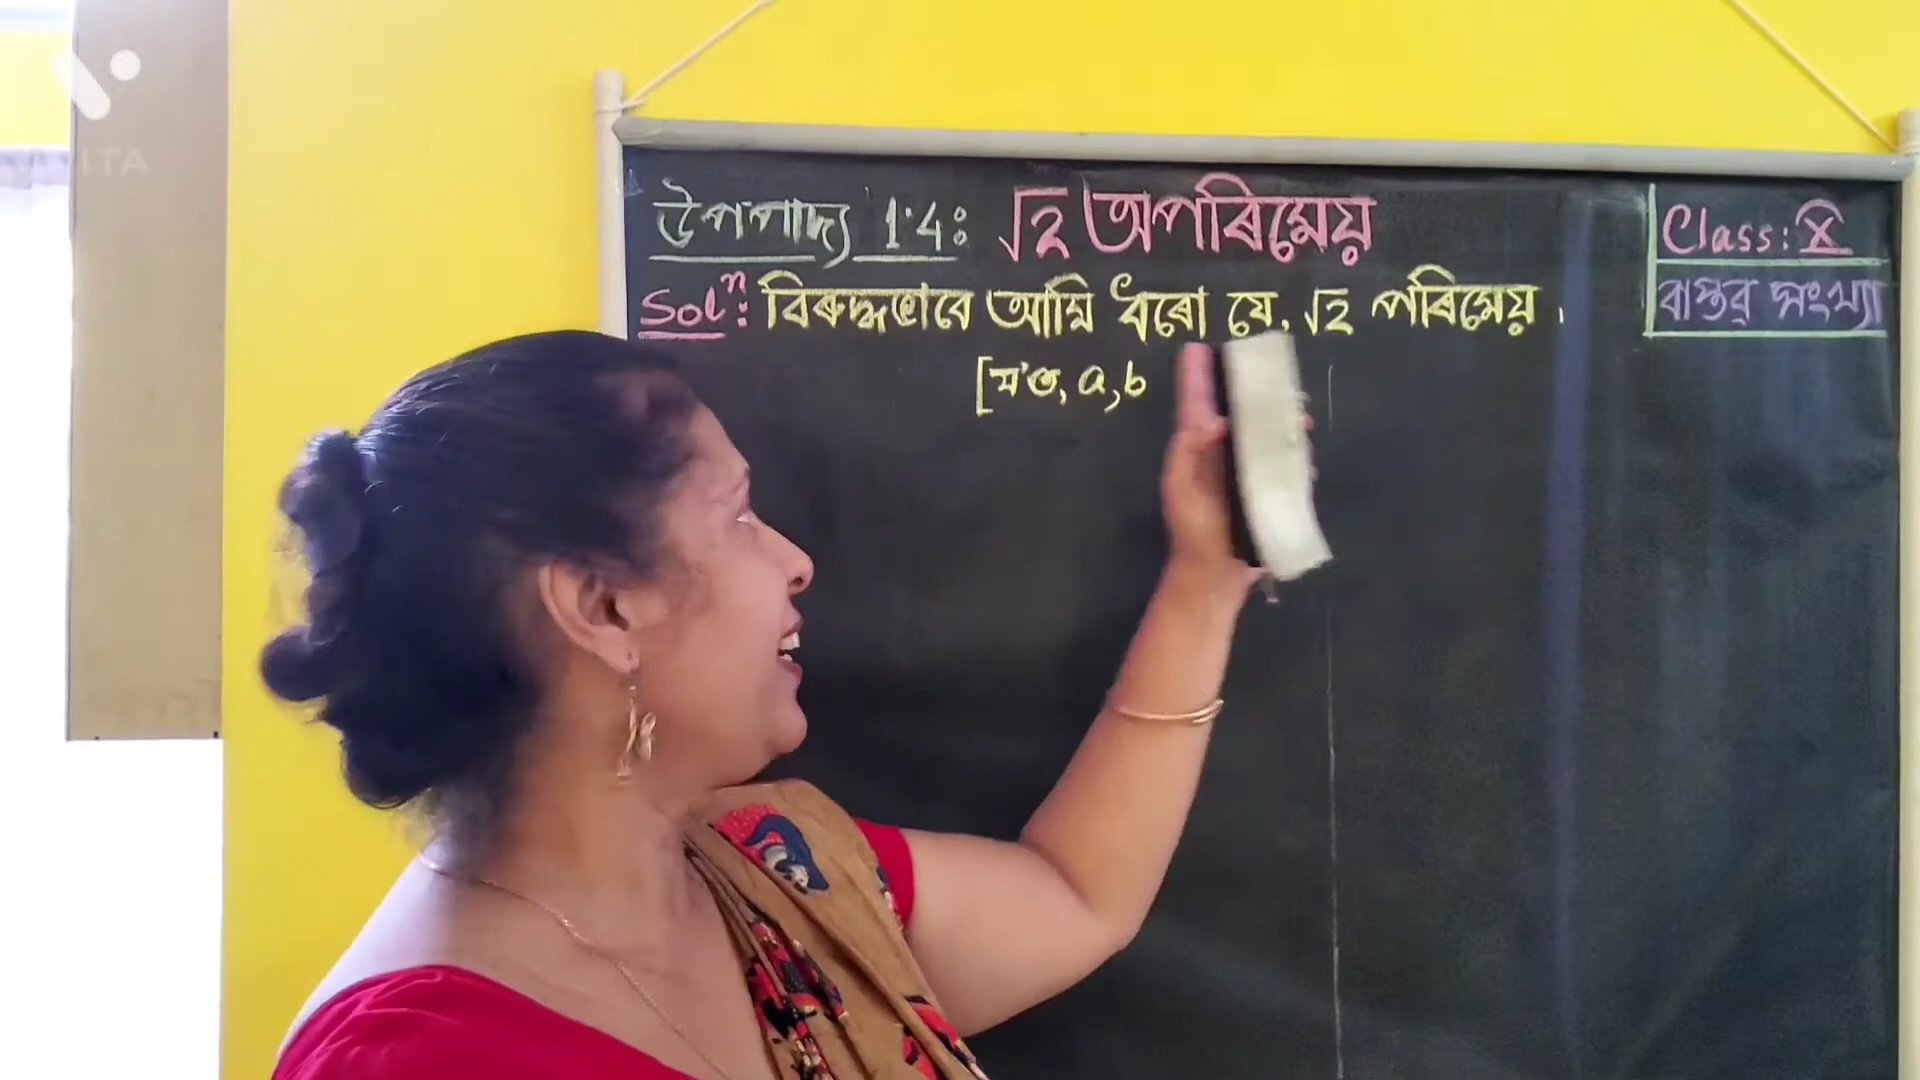 উপপাদ্য 1.4: √2 অপৰিমেয়
Class: X
বাস্তৱ সংখ্যা
Solⁿ: বিৰুদ্ধভাবে আমি ধৰো যে, √2 পৰিমেয়।
[য'ত, a, b